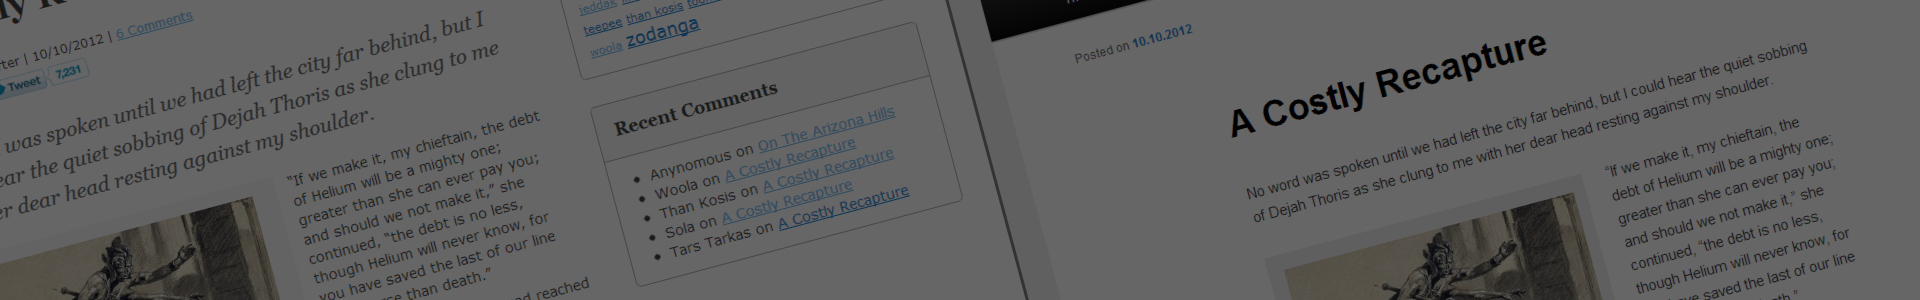 ter | 10/10/2012 | 6 Comments
Tweet 7,231
was spoken until we had left the city far behind, but I
ear the quiet sobbing of Dejah Thoris as she clung to me
er dear head resting against my shoulder.
“If we make it, my chieftain, the debt
of Helium will be a mighty one;
greater than she can ever pay you;
and should we not make it,” she
continued, “the debt is no less,
though Helium will never know, for
you have saved the last of our line
se than death.”
d reached
jeddak
teepee than kosis
woola zodanga
Recent Comments
Anynomous on On The Arizona Hills
Woola on A Costly Recapture
Than Kosis on A Costly Recapture
Sola on A Costly Recapture
Tars Tarkas on A Costly Recapture
Posted on 10.10.2012
A Costly Recapture
No word was spoken until we had left the city far behind, but I could hear the quiet sobbing
of Dejah Thoris as she clung to me with her dear head resting against my shoulder.
“If we make it, my chieftain, the
debt of Helium will be a mighty one;
greater than she can ever pay you;
and should we not make it,” she
continued, “the debt is no less,
though Helium will never know, for
ve saved the last of our line
th.”